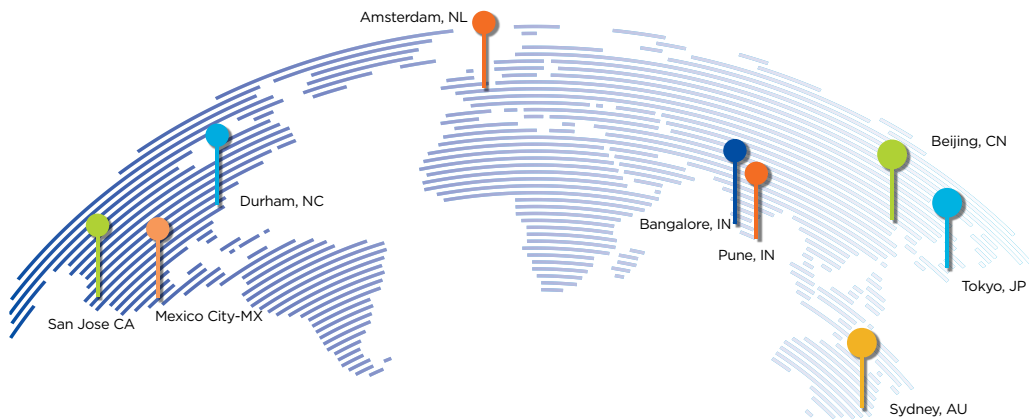 Amsterdam, NL
Beijing, CN
Durham, NC
Bangalore, IN
Pune, IN
Tokyo, JP
San Jose CA
Mexico City-MX
Sydney, AU